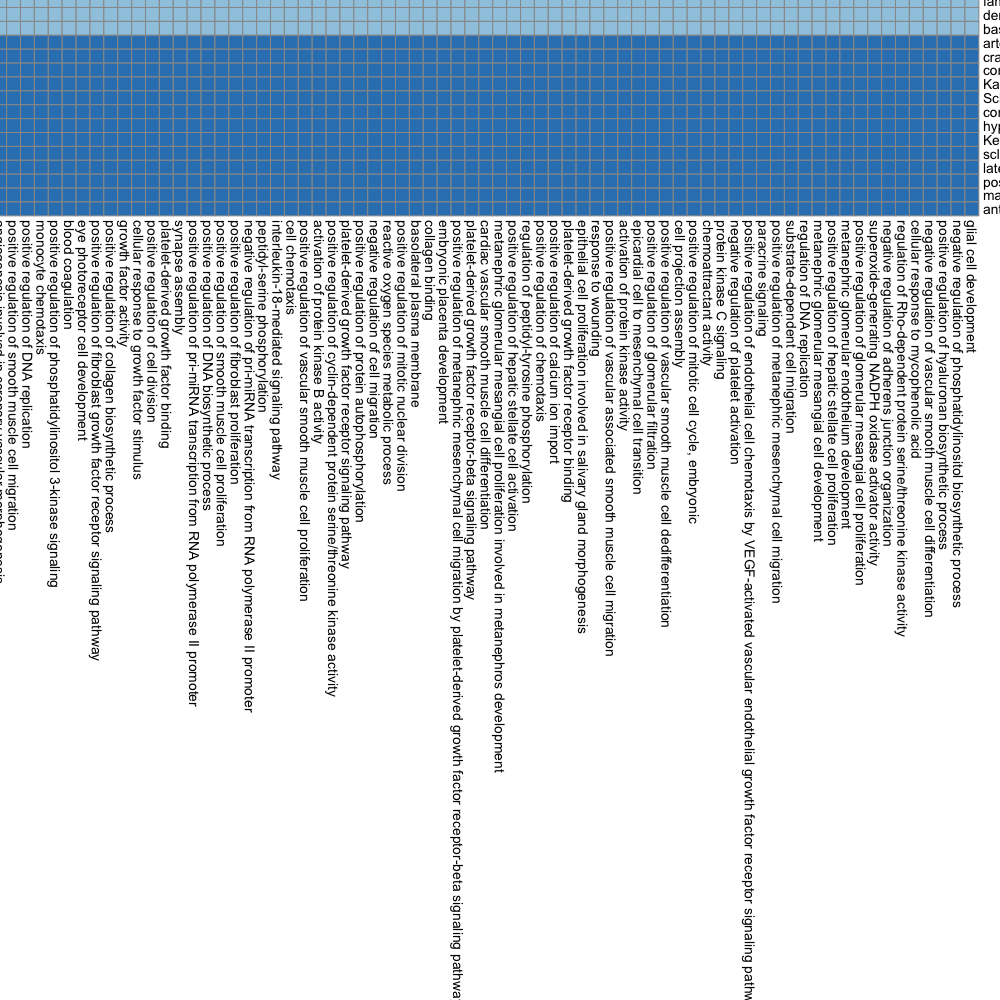 bas
art
cra
cor
Ka
Sc
cor
hyp
Ke
scl
late
pos
ma
ant
positive regulation of smooth muscle cell migration
positive regulation of DNA replication
monocyte chemotaxis
positive regulation of phosphatidylinositol 3-kinase signaling
blood coagulation
eye photoreceptor cell development
positive regulation of fibroblast growth factor receptor signaling pathway
positive regulation of collagen biosynthetic process
growth factor activity
cellular response to growth factor stimulus
positive regulation of cell division
platelet-derived growth factor binding
synapse assembly
positive regulation of pri-miRNA transcription from RNA polymerase II promoter
positive regulation of DNA biosynthetic process
positive regulation of smooth muscle cell proliferation
positive regulation of fibroblast proliferation
negative regulation of pri-miRNA transcription from RNA polymerase II promoter
peptidyl-serine phosphorylation
interleukin-18-mediated signaling pathway
cell chemotaxis
positive regulation of vascular smooth muscle cell proliferation
activation of protein kinase B activity
positive regulation of cyclin-dependent protein serine/threonine kinase activity
platelet-derived growth factor receptor signaling pathway
positive regulation of protein autophosphorylation
negative regulation of cell migration
reactive oxygen species metabolic process
positive regulation of mitotic nuclear division
basolateral plasma membrane
collagen binding
embryonic placenta development
positive regulation of metanephric mesenchymal cell migration by platelet-derived growth factor receptor-beta signaling pathwa
platelet-derived growth factor receptor-beta signaling pathway
cardiac vascular smooth muscle cell differentiation
metanephric glomerular mesangial cell proliferation involved in metanephros development
positive regulation of hepatic stellate cell activation
regulation of peptidyl-tyrosine phosphorylation
positive regulation of chemotaxis
positive regulation of calcium ion import
platelet-derived growth factor receptor binding
epithelial cell proliferation involved in salivary gland morphogenesis
response to wounding
positive regulation of vascular associated smooth muscle cell migration
activation of protein kinase activity
epicardial cell to mesenchymal cell transition
positive regulation of glomerular filtration
positive regulation of vascular smooth muscle cell dedifferentiation
cell projection assembly
positive regulation of mitotic cell cycle, embryonic
chemoattractant activity
protein kinase C signaling
negative regulation of platelet activation
positive regulation of endothelial cell chemotaxis by VEGF-activated vascular endothelial growth factor receptor signaling pathw
paracrine signaling
positive regulation of metanephric mesenchymal cell migration
substrate-dependent cell migration
regulation of DNA replication
metanephric glomerular mesangial cell development
positive regulation of hepatic stellate cell proliferation
metanephric glomerular endothelium development
positive regulation of glomerular mesangial cell proliferation
superoxide-generating NADPH oxidase activator activity
negative regulation of adherens junction organization
regulation of Rho-dependent protein serine/threonine kinase activity
cellular response to mycophenolic acid
negative regulation of vascular smooth muscle cell differentiation
positive regulation of hyaluronan biosynthetic process
negative regulation of phosphatidylinositol biosynthetic process
glial cell development